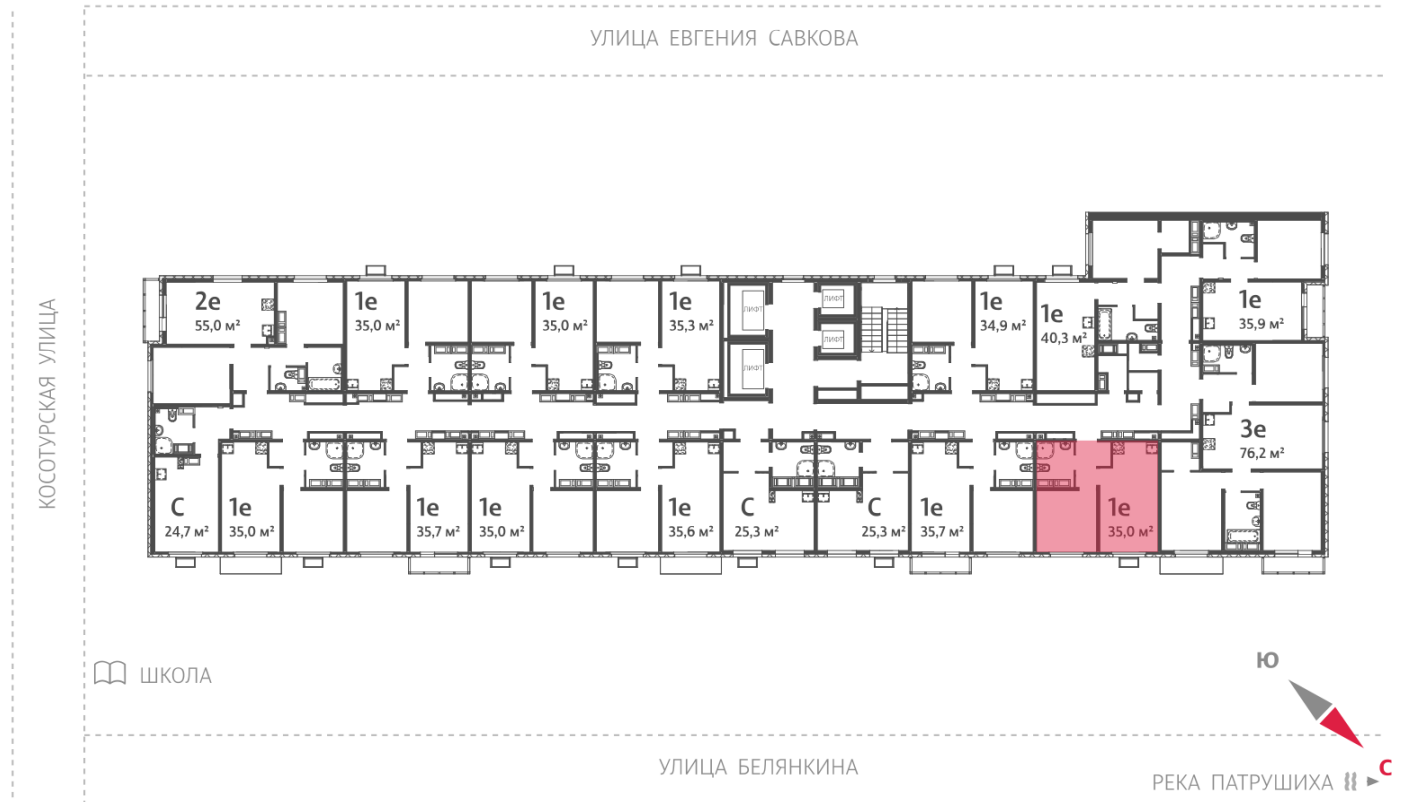 УЛИЦА ЕВГЕНИЯ САВКОВА
КОСОТУРСКАЯ УЛИЦА
2е
55,0 м²
1е
35,0 м²
1е
35,0 м²
1е
35,3 м²
ЛИФТ
ЛИФТ
ЛИФТ
ЛИФТ
1е
34,9 м²
1е
40,3 м²
1е
35,9 м²
3е
76,2 м²
С
24,7 м²
1е
35,0 м²
1е
35,7 м²
1е
35,0 м²
1е
35,6 м²
С
25,3 м²
С
25,3 м²
1е
35,7 м²
1е
35,0 м²
ШКОЛА
Ю
С
УЛИЦА БЕЛЯНКИНА
РЕКА ПАТРУШИХА